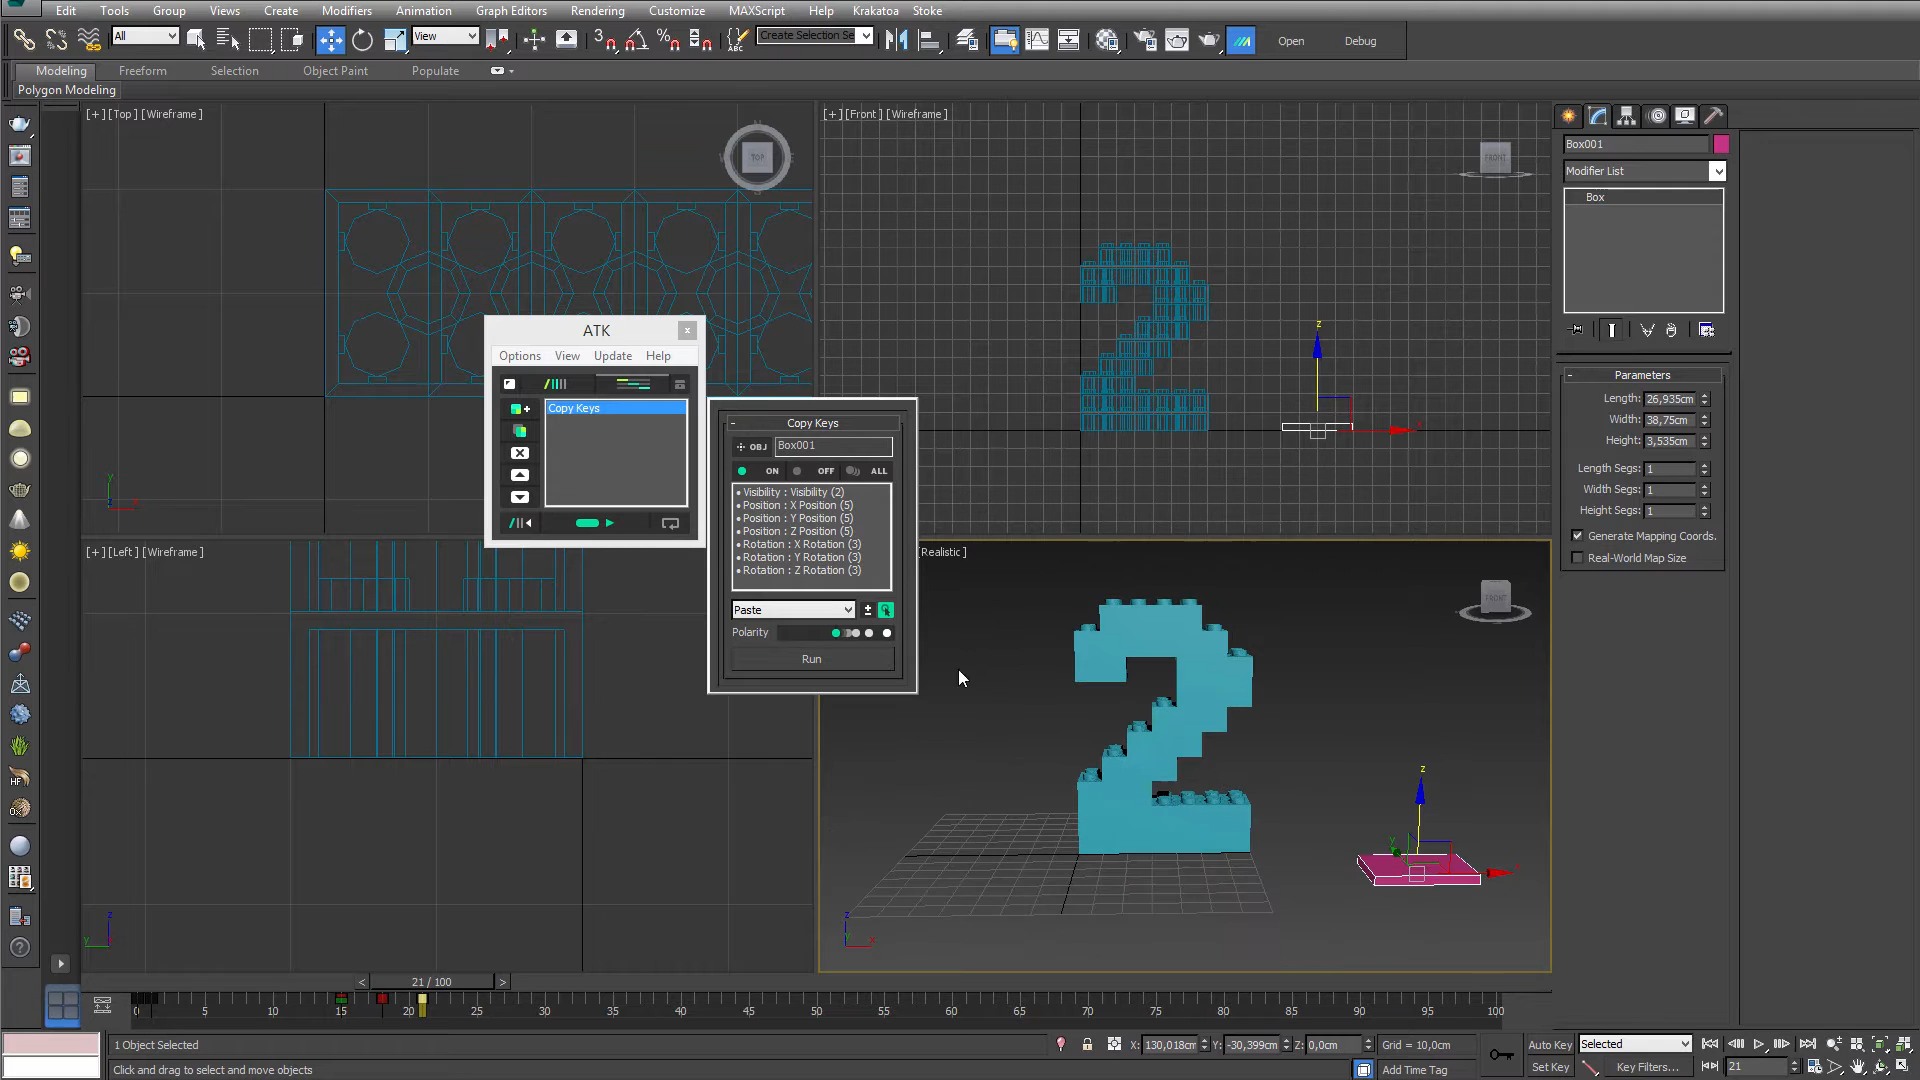 Edit Tools Group Views Create Modifiers Animation Graph Editors Rendering Customize MAXScript Help Krakatoa Stoke
All View Create Selection Se Open Debug
Modeling Freeform Selection Object Paint Populate
Polygon Modeling
[+] [Top] [Wireframe]
[+] [Front] [Wireframe]
TOP
FRONT
Box001
Modifier List
Box
ATK
Options View Update Help
Copy Keys
Copy Keys
OBJ Box001
ON OFF ALL
Visibility : Visibility (2)
Position : X Position (5)
Position : Y Position (5)
Position : Z Position (5)
Rotation : X Rotation (3)
Rotation : Y Rotation (3)
Rotation : Z Rotation (3)
Paste
Polarity
Run
Parameters
Length: 26,935cm
Width: 38,75cm
Height: 3,535cm
Length Segs: 1
Width Segs: 1
Height Segs: 1
Generate Mapping Coords.
Real-World Map Size
[+] [Left] [Wireframe]
[Realistic]
FRONT
21 / 100
0 5 10 15 20 25 30 35 40 45 50 55 60 65 70 75 80 85 90 95 100
1 Object Selected X: 130,018cm Y: -30,399cm Z: 0,0cm Grid = 10,0cm Auto Key Selected
Click and drag to select and move objects Add Time Tag Set Key Key Filters... 21